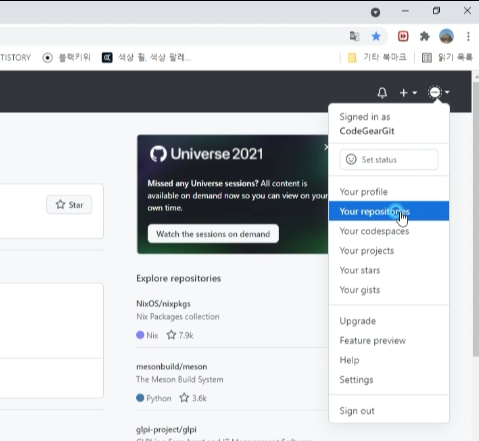 TISTORY
블랙키위
색상 휠, 색상 팔레...
기타 북마크
읽기 목록
Signed in as
CodeGearGit
Set status
Your profile
Your repositories
Your codespaces
Your projects
Your stars
Your gists
Upgrade
Feature preview
Help
Settings
Sign out
Star
Universe 2021
Missed any Universe sessions? All content is
available on demand now so you can view on your
own time.
Watch the sessions on demand
Explore repositories
NixOS/nixpkgs
Nix Packages collection
Nix 7.9k
mesonbuild/meson
The Meson Build System
Python 3.6k
glpi-project/glpi